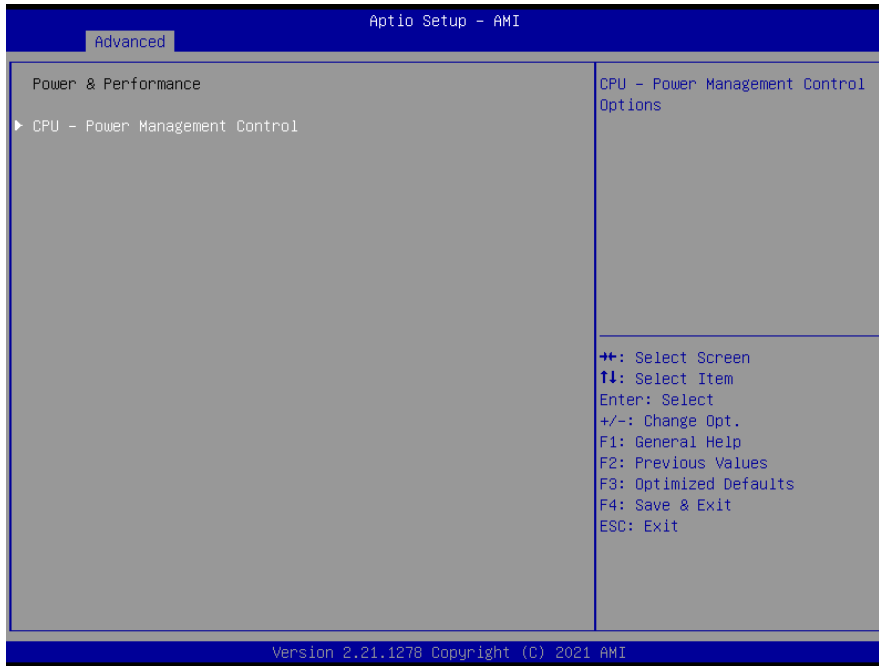 Aptio Setup – AMI
Advanced
Power & Performance
▶ CPU – Power Management Control
CPU – Power Management Control
Options
→←: Select Screen
↑↓: Select Item
Enter: Select
+/-: Change Opt.
F1: General Help
F2: Previous Values
F3: Optimized Defaults
F4: Save & Exit
ESC: Exit
Version 2.21.1278 Copyright (C) 2021 AMI